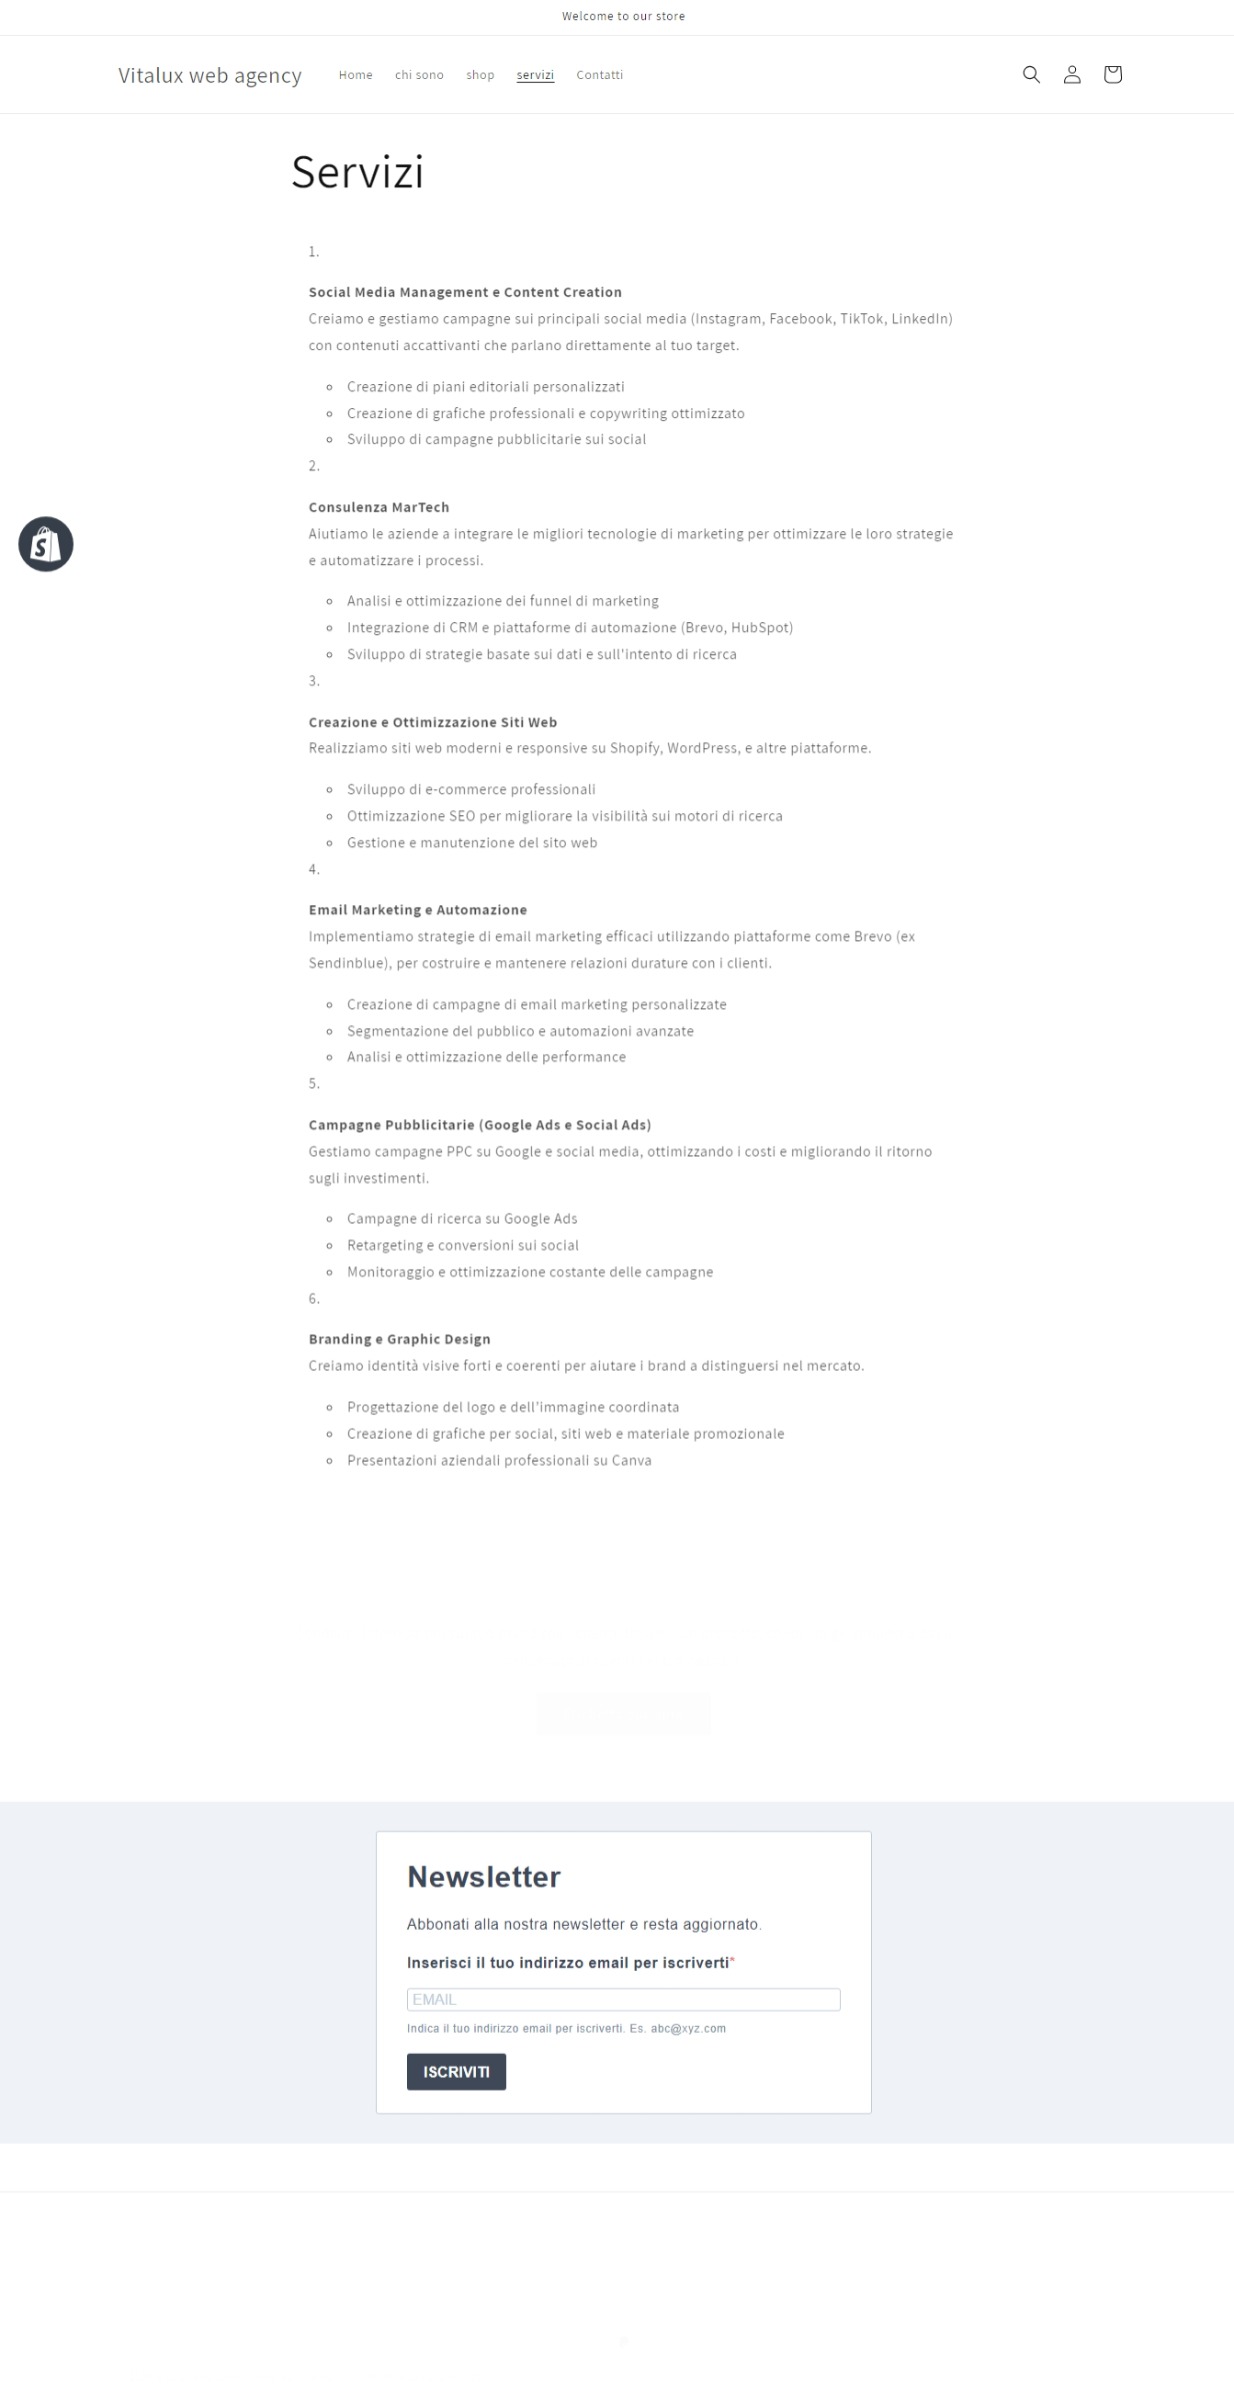 Welcome to our store
Vitalux web agency
Home
chi sono
shop
servizi
Contatti
Servizi
1.
Social Media Management e Content Creation
Creiamo e gestiamo campagne sui principali social media (Instagram, Facebook, TikTok, LinkedIn)
con contenuti accattivanti che parlano direttamente al tuo target.
Creazione di piani editoriali personalizzati
Creazione di grafiche professionali e copywriting ottimizzato
Sviluppo di campagne pubblicitarie sui social
2.
Consulenza MarTech
Aiutiamo le aziende a integrare le migliori tecnologie di marketing per ottimizzare le loro strategie
e automatizzare i processi.
Analisi e ottimizzazione dei funnel di marketing
Integrazione di CRM e piattaforme di automazione (Brevo, HubSpot)
Sviluppo di strategie basate sui dati e sull'intento di ricerca
3.
Creazione e Ottimizzazione Siti Web
Realizziamo siti web moderni e responsive su Shopify, WordPress, e altre piattaforme.
Sviluppo di e-commerce professionali
Ottimizzazione SEO per migliorare la visibilità sui motori di ricerca
Gestione e manutenzione del sito web
4.
Email Marketing e Automazione
Implementiamo strategie di email marketing efficaci utilizzando piattaforme come Brevo (ex
Sendinblue), per costruire e mantenere relazioni durature con i clienti.
Creazione di campagne di email marketing personalizzate
Segmentazione del pubblico e automazioni avanzate
Analisi e ottimizzazione delle performance
5.
Campagne Pubblicitarie (Google Ads e Social Ads)
Gestiamo campagne PPC su Google e social media, ottimizzando i costi e migliorando il ritorno
sugli investimenti.
Campagne di ricerca su Google Ads
Retargeting e conversioni sui social
Monitoraggio e ottimizzazione costante delle campagne
6.
Branding e Graphic Design
Creiamo identità visive forti e coerenti per aiutare i brand a distinguersi nel mercato.
Progettazione del logo e dell’immagine coordinata
Creazione di grafiche per social, siti web e materiale promozionale
Presentazioni aziendali professionali su Canva
Newsletter
Abbonati alla nostra newsletter e resta aggiornato.
Inserisci il tuo indirizzo email per iscriverti*
EMAIL
Indica il tuo indirizzo email per iscriverti. Es. abc@xyz.com
ISCRIVITI